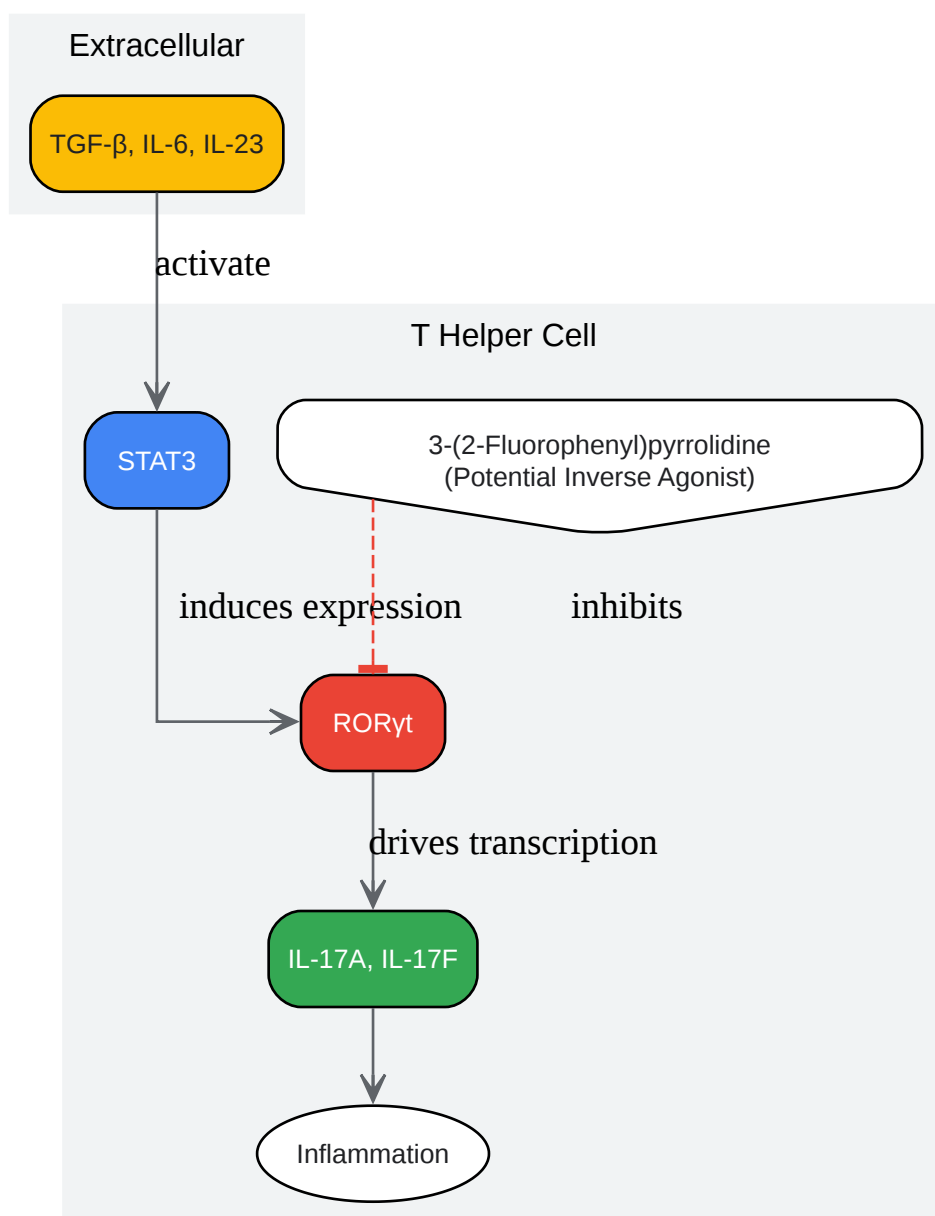 Extracellular
TGF-β, IL-6, IL-23
activate
T Helper Cell
STAT3
3-(2-Fluorophenyl)pyrrolidine
(Potential Inverse Agonist)
induces expression
inhibits
RORγt
drives transcription
IL-17A, IL-17F
Inflammation